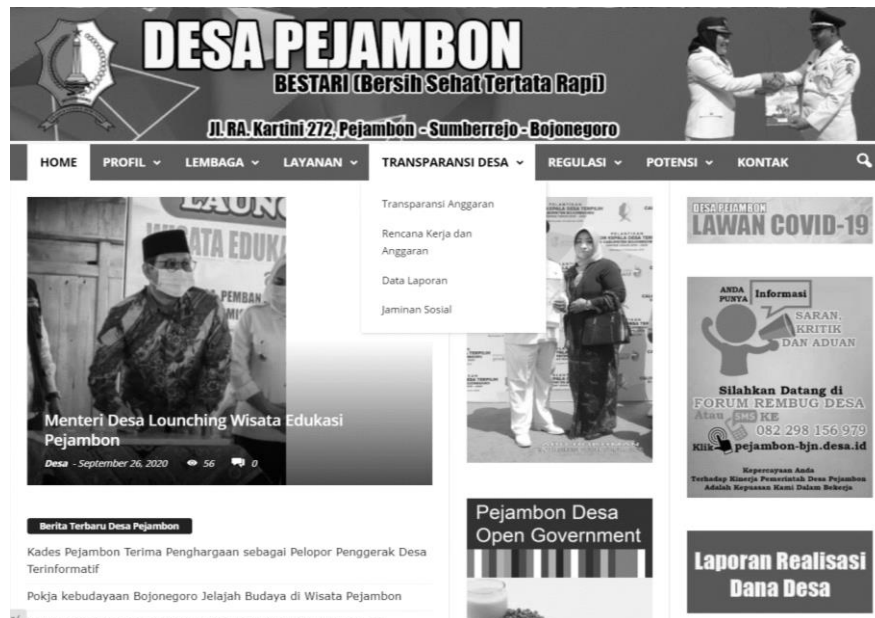 DESA PEJAMBON
BESTARI (Bersih Sehat Tertata Rapi)
Jl. RA. Kartini 272, Pejambon - Sumberrejo - Bojonegoro
HOME PROFIL LEMBAGA LAYANAN TRANSPARANSI DESA REGULASI POTENSI KONTAK
Transparansi Anggaran
Rencana Kerja dan
Anggaran
Data Laporan
Jaminan Sosial
Menteri Desa Lounching Wisata Edukasi
Pejambon
Desa - September 26, 2020 56 0
Berita Terbaru Desa Pejambon
Kades Pejambon Terima Penghargaan sebagai Pelopor Penggerak Desa
Terinformatif
Pokja kebudayaan Bojonegoro Jelajah Budaya di Wisata Pejambon
Pejambon Desa
Open Government
DESA PEJAMBON
LAWAN COVID-19
ANDA
PUNYA
Informasi
SARAN,
KRITIK
DAN ADUAN
Silahkan Datang di
FORUM REMBUG DESA
Atau SMS KE
082 298 156 979
Klik pejambon-bjn.desa.id
Kepercayaan Anda
Terhadap Kinerja Pemerintah Desa Pejambon
Adalah Kepuasan Kami Dalam Bekerja
Laporan Realisasi
Dana Desa